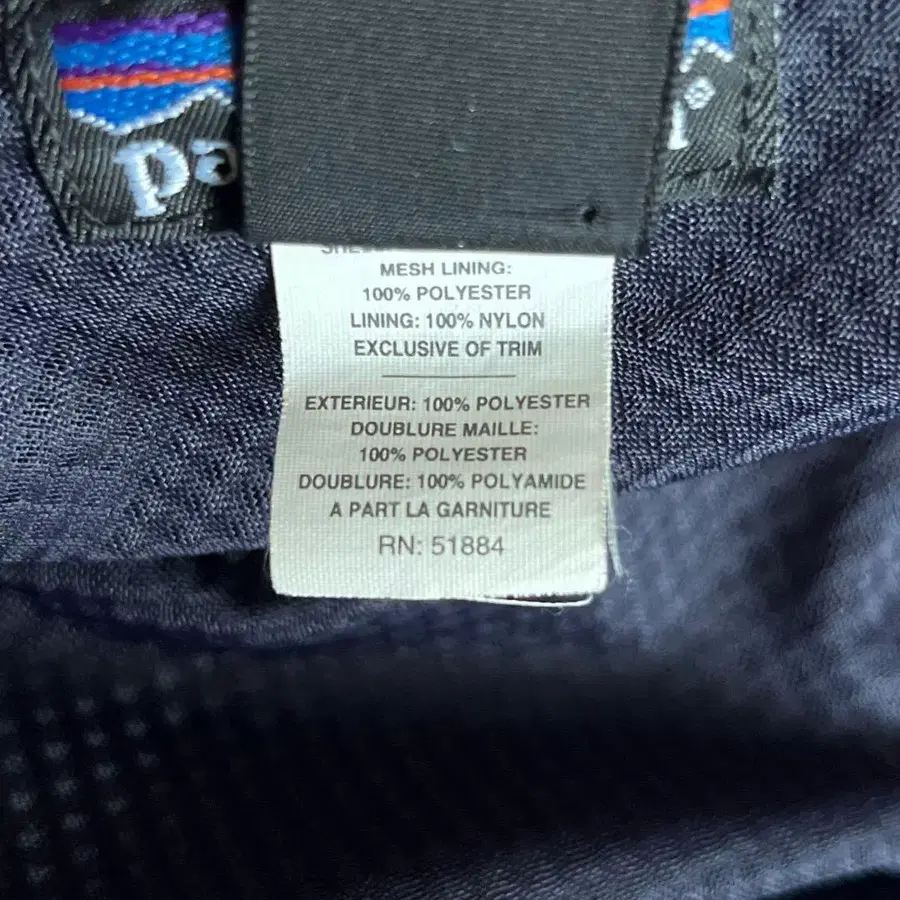 pa
MESH LINING:
100% POLYESTER
LINING: 100% NYLON
EXCLUSIVE OF TRIM
EXTERIEUR: 100% POLYESTER
DOUBLURE MAILLE:
100% POLYESTER
DOUBLURE: 100% POLYAMIDE
A PART LA GARNITURE
RN: 51884